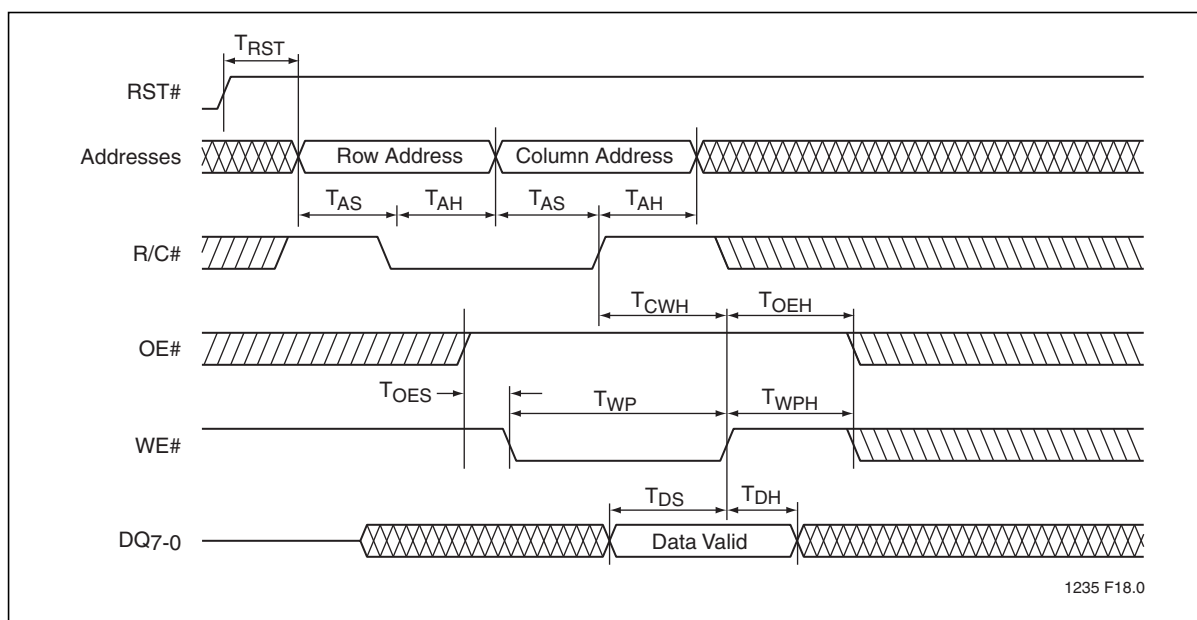 TRST
RST#
Addresses
Row Address
Column Address
TAS
TAH
TAS
TAH
R/C#
TCWH
TOEH
OE#
TOES
TWP
TWPH
WE#
TDS
TDH
DQ7-0
Data Valid
1235 F18.0